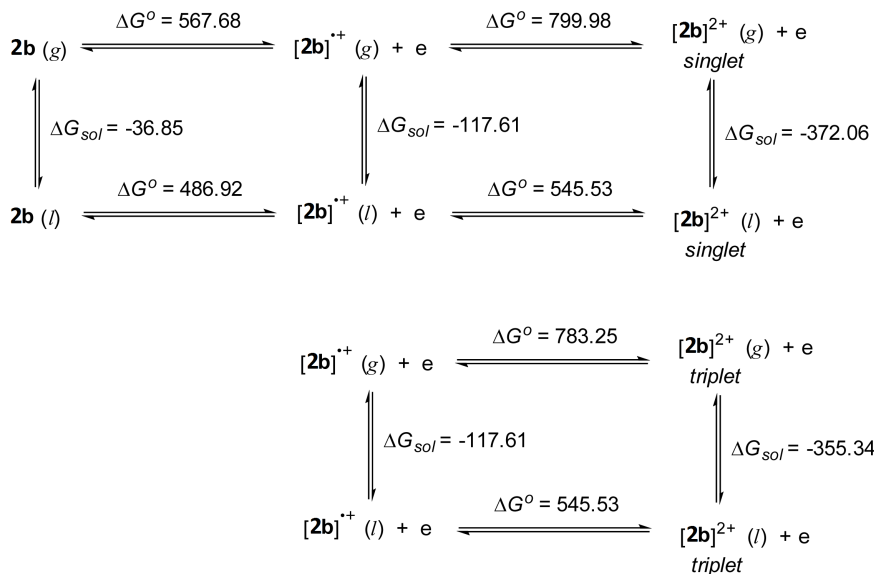 ΔG° = 567.68 ΔG° = 799.98
2b (g) [2b]•+ (g) + e [2b]2+ (g) + e
singlet
ΔGsol = -36.85 ΔGsol = -117.61 ΔGsol = -372.06
ΔG° = 486.92 ΔG° = 545.53
2b (l) [2b]•+ (l) + e [2b]2+ (l) + e
singlet
ΔG° = 783.25
[2b]•+ (g) + e [2b]2+ (g) + e
triplet
ΔGsol = -117.61 ΔGsol = -355.34
ΔG° = 545.53
[2b]•+ (l) + e [2b]2+ (l) + e
triplet